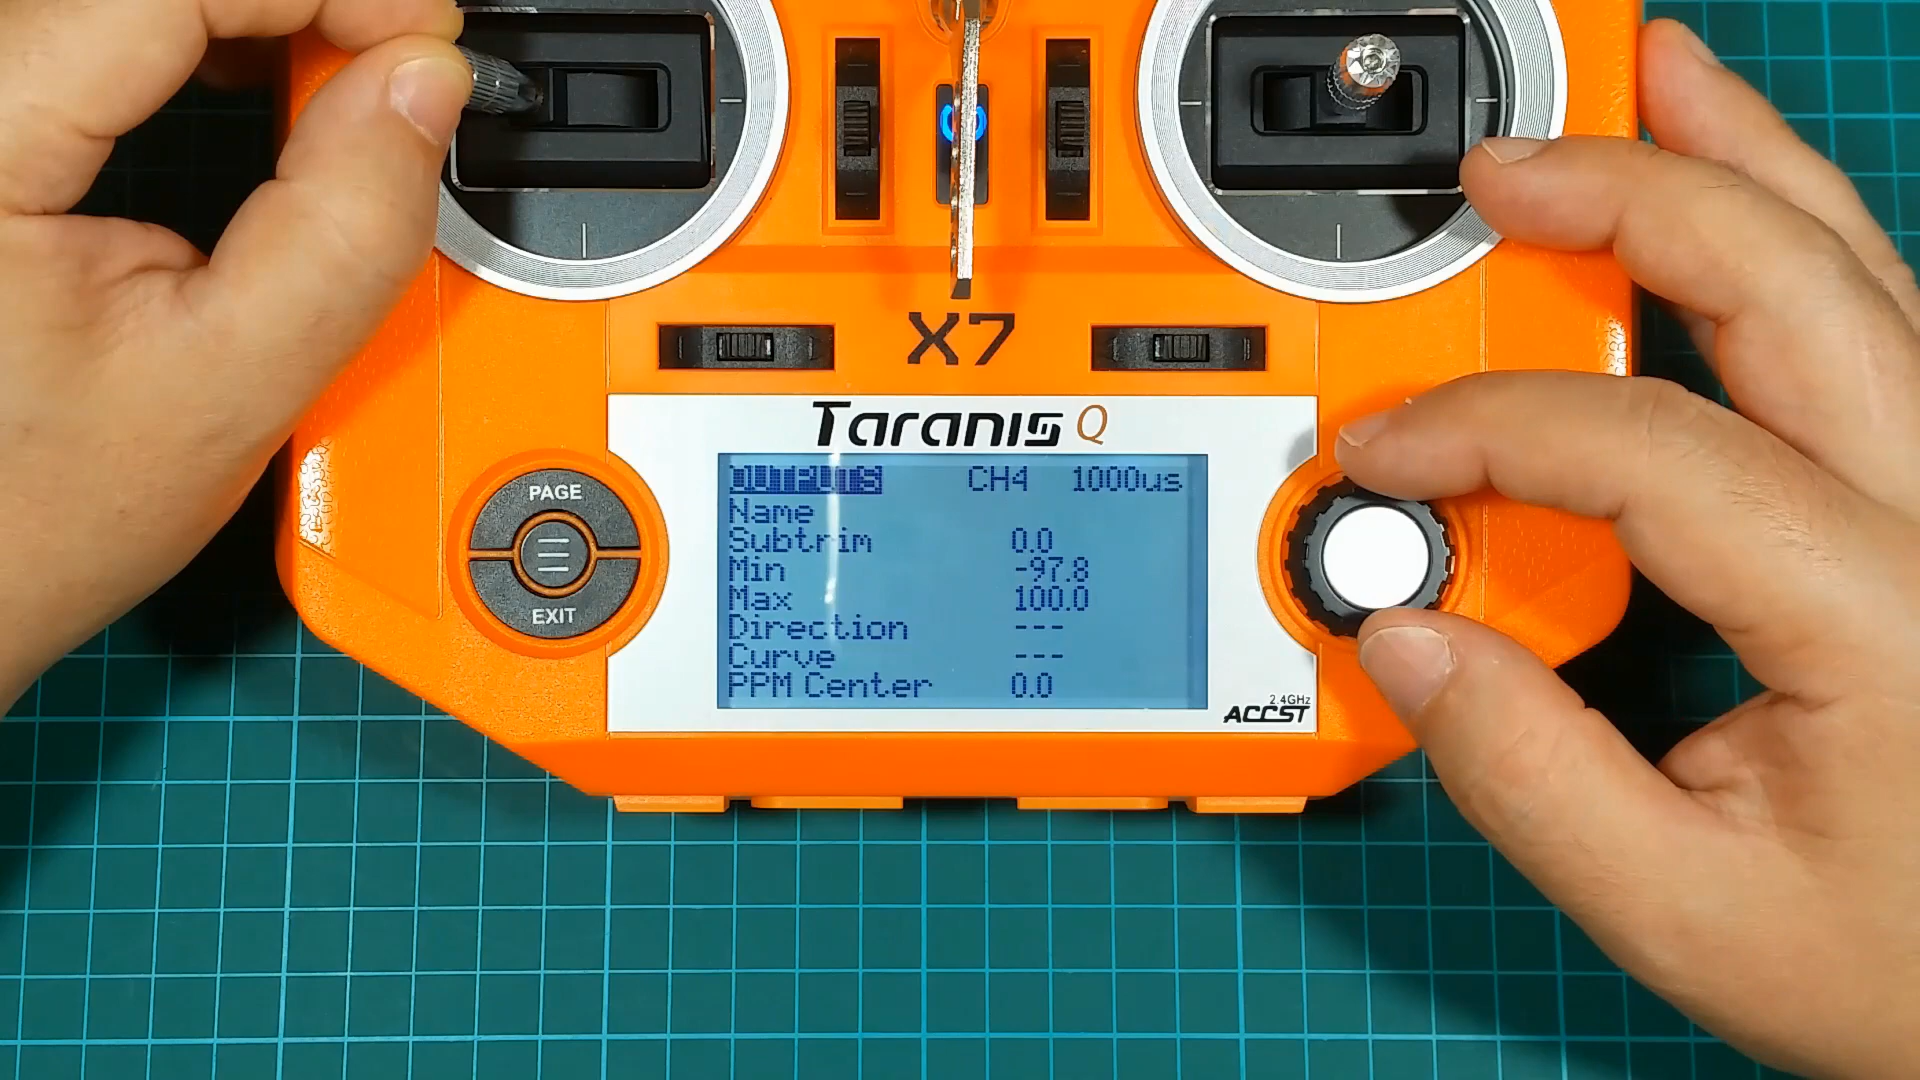 X7
Taranis Q
OUTPUTS CH4 1000us
Name
Subtrim 0.0
Min -97.8
Max 100.0
Direction ---
Curve ---
PPM Center 0.0
PAGE
EXIT
2.4GHz
ACCST